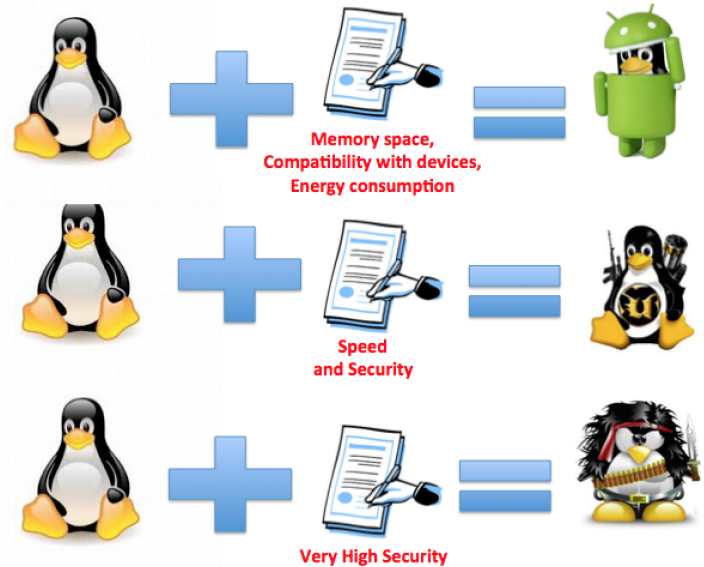 Memory space,
Compatibility with devices,
Energy consumption
Speed
and Security
Very High Security